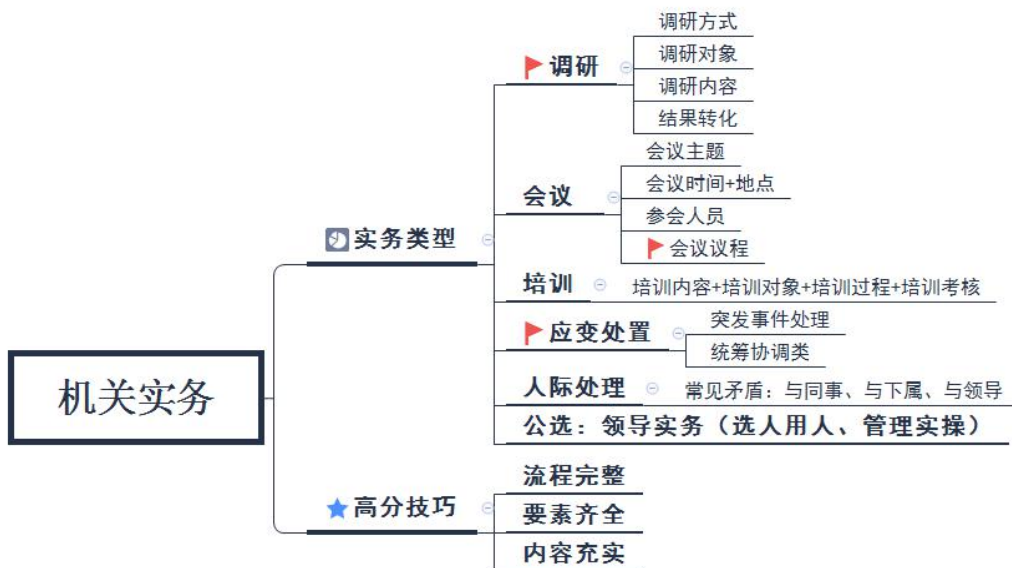 机关实务
实务类型
调研
调研方式
调研对象
调研内容
结果转化
会议
会议主题
会议时间+地点
参会人员
会议议程
培训
培训内容+培训对象+培训过程+培训考核
应变处置
突发事件处理
统筹协调类
人际处理
常见矛盾：与同事、与下属、与领导
公选：领导实务（选人用人、管理实操）
高分技巧
流程完整
要素齐全
内容充实